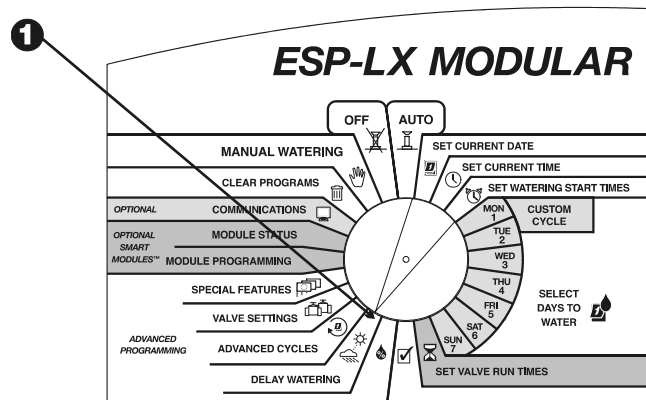 1
ESP-LX MODULAR
OFF
AUTO
MANUAL WATERING
CLEAR PROGRAMS
OPTIONAL
COMMUNICATIONS
OPTIONAL
SMART
MODULES™
MODULE STATUS
MODULE PROGRAMMING
SPECIAL FEATURES
VALVE SETTINGS
ADVANCED
PROGRAMMING
ADVANCED CYCLES
DELAY WATERING
SET CURRENT DATE
SET CURRENT TIME
SET WATERING START TIMES
CUSTOM
CYCLE
MON
1
TUE
2
WED
3
THU
4
FRI
5
SAT
6
SUN
7
SELECT
DAYS TO
WATER
SET VALVE RUN TIMES